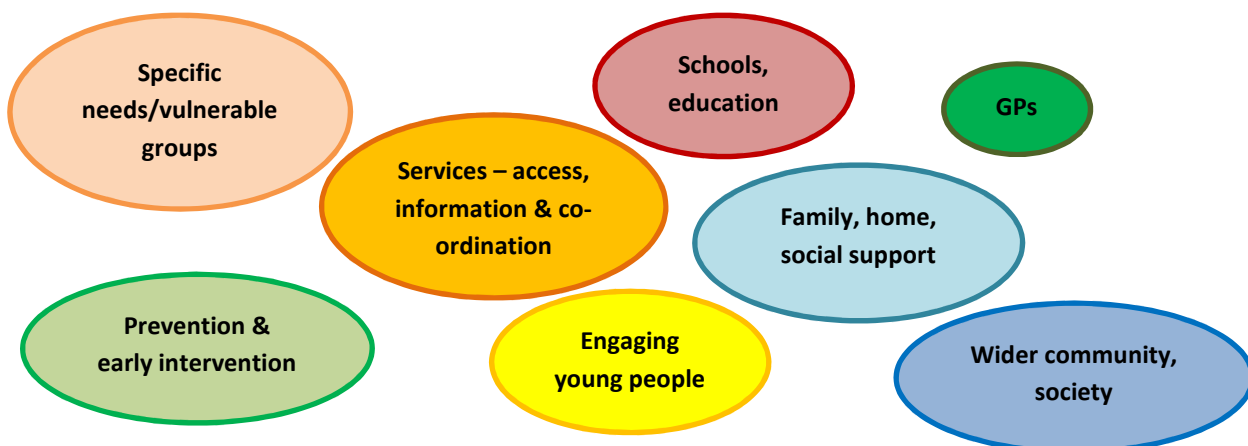 Specific
needs/vulnerable
groups
Schools,
education
GPs
Services – access,
information & co-
ordination
Family, home,
social support
Prevention &
early intervention
Engaging
young people
Wider community,
society